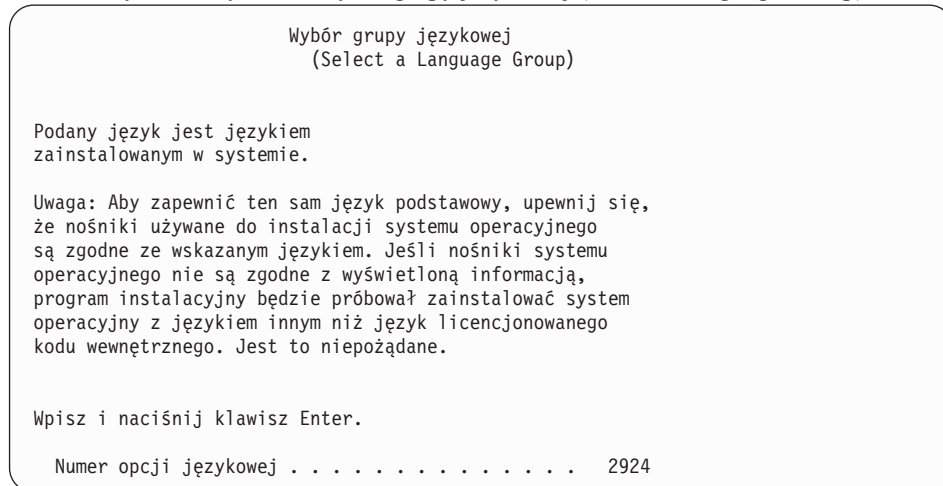 Wybór grupy językowej
(Select a Language Group)
Podany język jest językiem
zainstalowanym w systemie.
Uwaga: Aby zapewnić ten sam język podstawowy, upewnij się,
że nośniki używane do instalacji systemu operacyjnego
są zgodne ze wskazanym językiem. Jeśli nośniki systemu
operacyjnego nie są zgodne z wyświetloną informacją,
program instalacyjny będzie próbował zainstalować system
operacyjny z językiem innym niż język licencjonowanego
kodu wewnętrznego. Jest to niepożądane.
Wpisz i naciśnij klawisz Enter.
Numer opcji językowej . . . . . . . . . . . . . . 2924